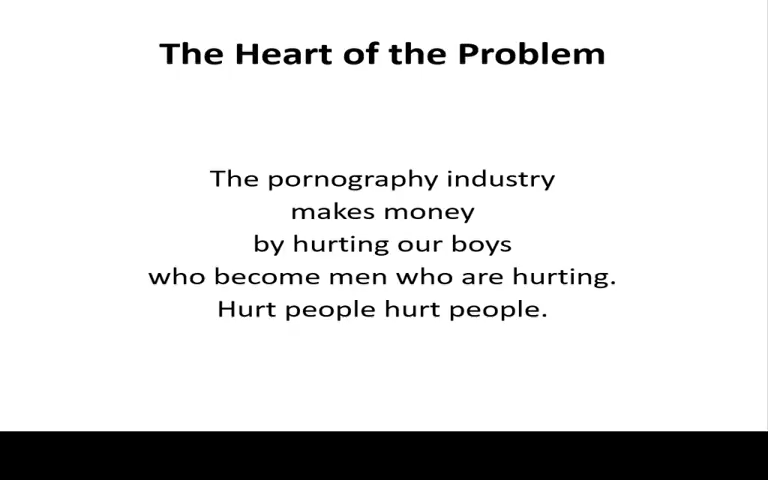 The Heart of the Problem
The pornography industry
makes money
by hurting our boys
who become men who are hurting.
Hurt people hurt people.